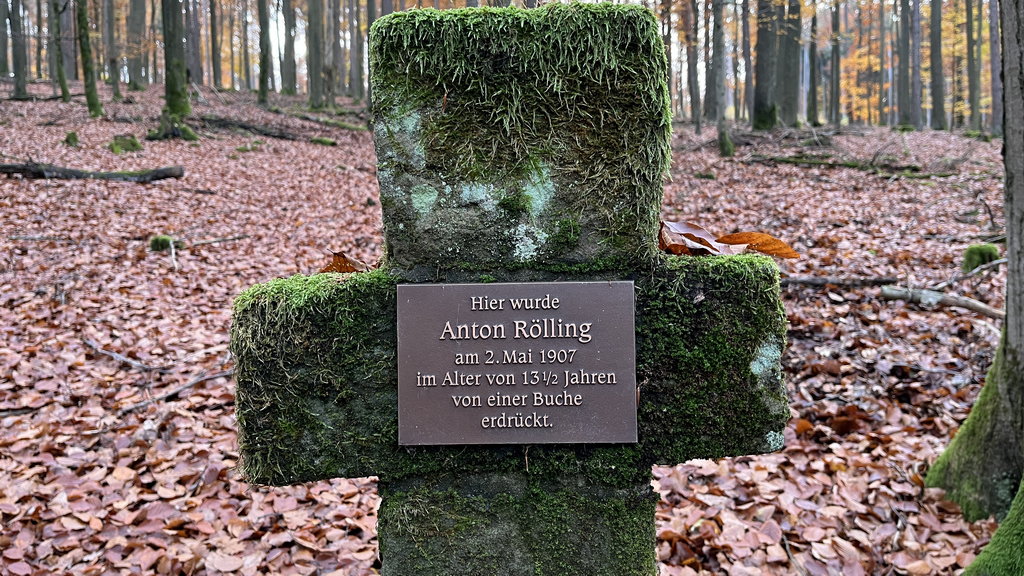 Hier wurde
Anton Rölling
am 2. Mai 1907
im Alter von 13 1/2 Jahren
von einer Buche
erdrückt.